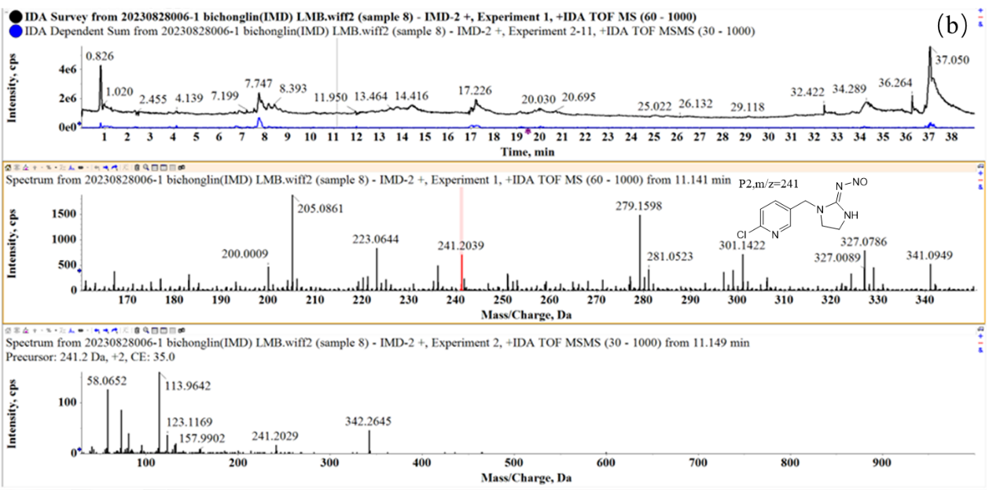 IDA Survey from 20230828006-1 bichonglin(IMD) LMB.wiff2 (sample 8) - IMD-2 +, Experiment 1, +IDA TOF MS (60 - 1000)
(b)
IDA Dependent Sum from 20230828006-1 bichonglin(IMD) LMB.wiff2 (sample 8) - IMD-2 +, Experiment 2-11, +IDA TOF MSMS (30 - 1000)
Intensity, cps
4e6
2e6
0e0
0.826
1.020
2.455
4.139
7.199
7.747
8.393
11.950
13.464
14.416
17.226
20.030
20.695
25.022
26.132
29.118
32.422
34.289
36.264
37.050
1 2 3 4 5 6 7 8 9 10 11 12 13 14 15 16 17 18 19 20 21 22 23 24 25 26 27 28 29 30 31 32 33 34 35 36 37 38
Time, min
Spectrum from 20230828006-1 bichonglin(IMD) LMB.wiff2 (sample 8) - IMD-2 +, Experiment 1, +IDA TOF MS (60 - 1000) from 11.141 min
P2,m/z=241
N
NO
N
NH
Cl
N
Intensity, cps
1500
1000
500
0
200.0009
205.0861
223.0644
241.2039
279.1598
281.0523
301.1422
327.0786
327.0089
341.0949
170 180 190 200 210 220 230 240 250 260 270 280 290 300 310 320 330 340
Mass/Charge, Da
Spectrum from 20230828006-1 bichonglin(IMD) LMB.wiff2 (sample 8) - IMD-2 +, Experiment 2, +IDA TOF MSMS (30 - 1000) from 11.149 min
Precursor: 241.2 Da, +2, CE: 35.0
Intensity, cps
100
0
58.0652
113.9642
123.1169
157.9902
241.2029
342.2645
100 200 300 400 500 600 700 800 900
Mass/Charge, Da